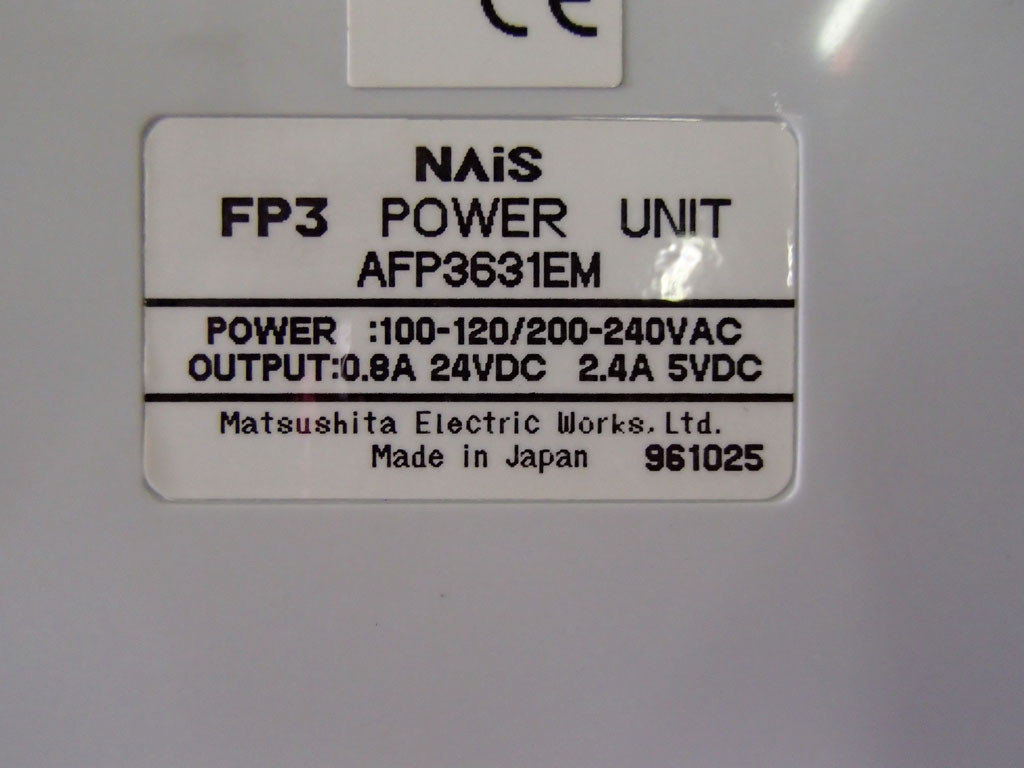 CE
NAiS
FP3 POWER UNIT
AFP3631EM
POWER :100-120/200-240VAC
OUTPUT:0.8A 24VDC 2.4A 5VDC
Matsushita Electric Works,Ltd.
Made in Japan 961025